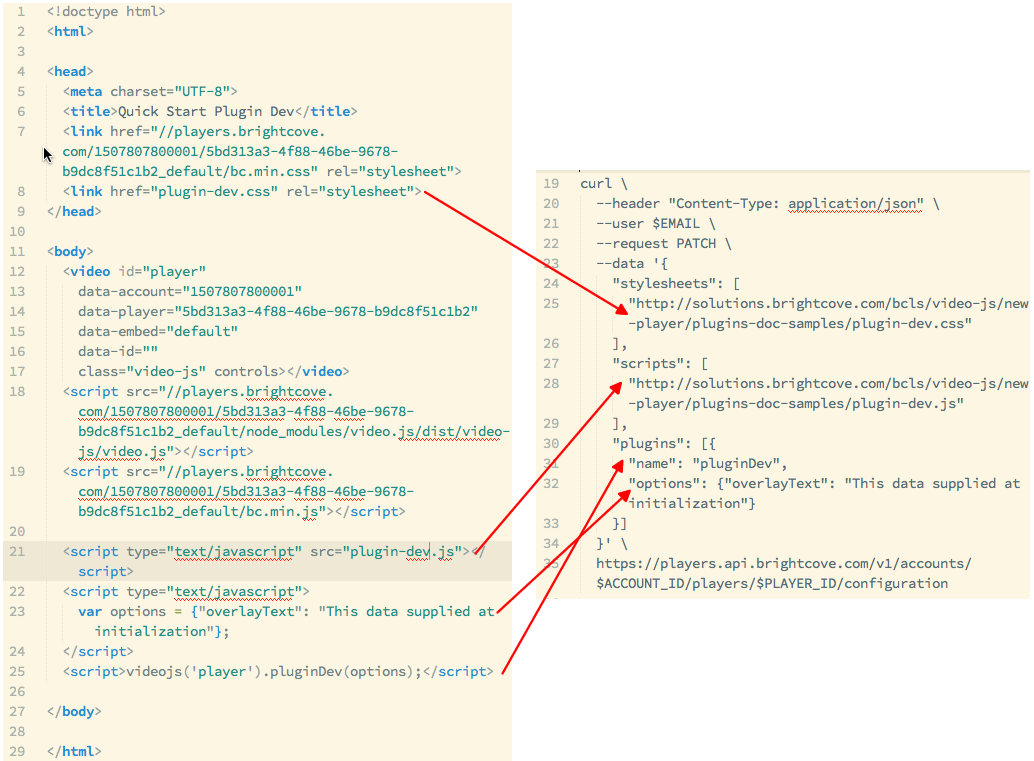 1 <!doctype html>
2 <html>
3
4 <head>
5 <meta charset="UTF-8">
6 <title>Quick Start Plugin Dev</title>
7 <link href="//players.brightcove.
com/1507807800001/5bd313a3-4f88-46be-9678-
b9dc8f51c1b2_default/bc.min.css" rel="stylesheet">
8 <link href="plugin-dev.css" rel="stylesheet">
9 </head>
10
11 <body>
12 <video id="player"
13 data-account="1507807800001"
14 data-player="5bd313a3-4f88-46be-9678-b9dc8f51c1b2"
15 data-embed="default"
16 data-id=""
17 class="video-js" controls></video>
18 <script src="//players.brightcove.
com/1507807800001/5bd313a3-4f88-46be-9678-
b9dc8f51c1b2_default/node_modules/video.js/dist/video-
js/video.js"></script>
19 <script src="//players.brightcove.
com/1507807800001/5bd313a3-4f88-46be-9678-
b9dc8f51c1b2_default/bc.min.js"></script>
20
21 <script type="text/javascript" src="plugin-dev.js"></
script>
22 <script type="text/javascript">
23 var options = {"overlayText": "This data supplied at
initialization"};
24 </script>
25 <script>videojs('player').pluginDev(options);</script>
26
27 </body>
28
29 </html>
19 curl \
20 --header "Content-Type: application/json" \
21 --user $EMAIL \
22 --request PATCH \
23 --data '{
24 "stylesheets": [
25 "http://solutions.brightcove.com/bcls/video-js/new
-player/plugins-doc-samples/plugin-dev.css"
26 ],
27 "scripts": [
28 "http://solutions.brightcove.com/bcls/video-js/new
-player/plugins-doc-samples/plugin-dev.js"
29 ],
30 "plugins": [{
31 "name": "pluginDev",
32 "options": {"overlayText": "This data supplied at
initialization"}
33 }]
34 }' \
35 https://players.api.brightcove.com/v1/accounts/
$ACCOUNT_ID/players/$PLAYER_ID/configuration